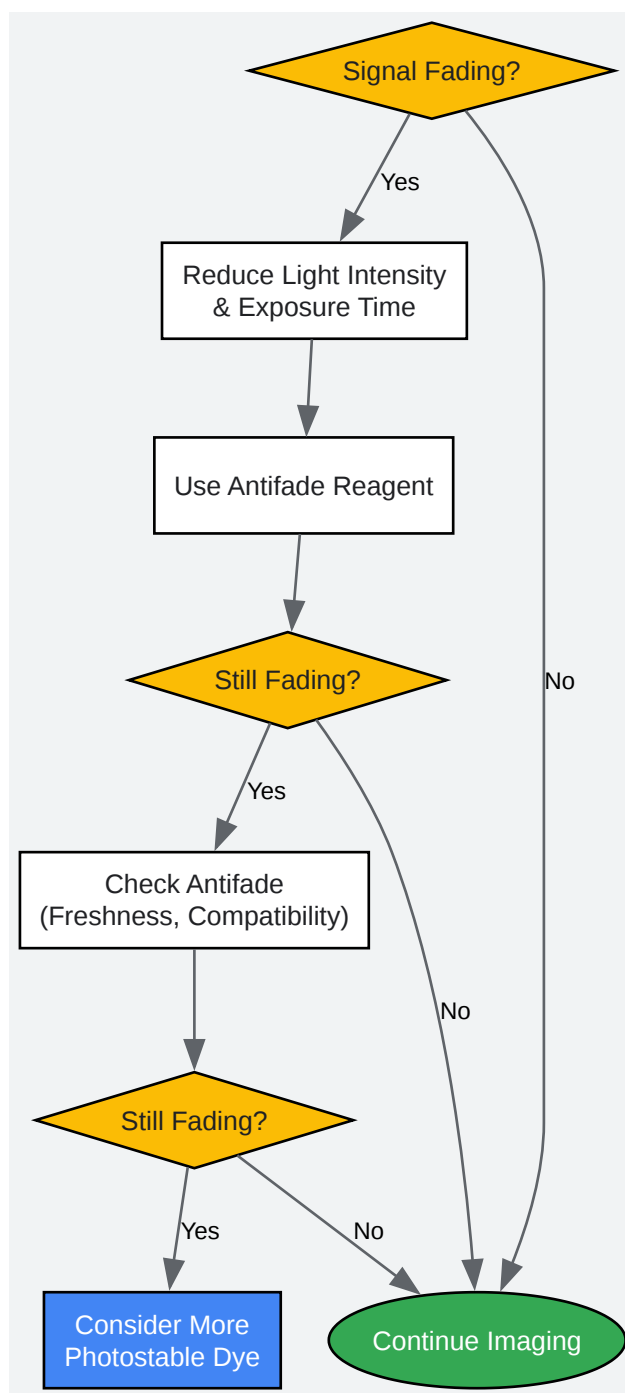 Signal Fading?
Yes
Reduce Light Intensity
& Exposure Time
Use Antifade Reagent
Still Fading?
No
Yes
Check Antifade
(Freshness, Compatibility)
No
Still Fading?
Yes
No
Consider More
Photostable Dye
Continue Imaging